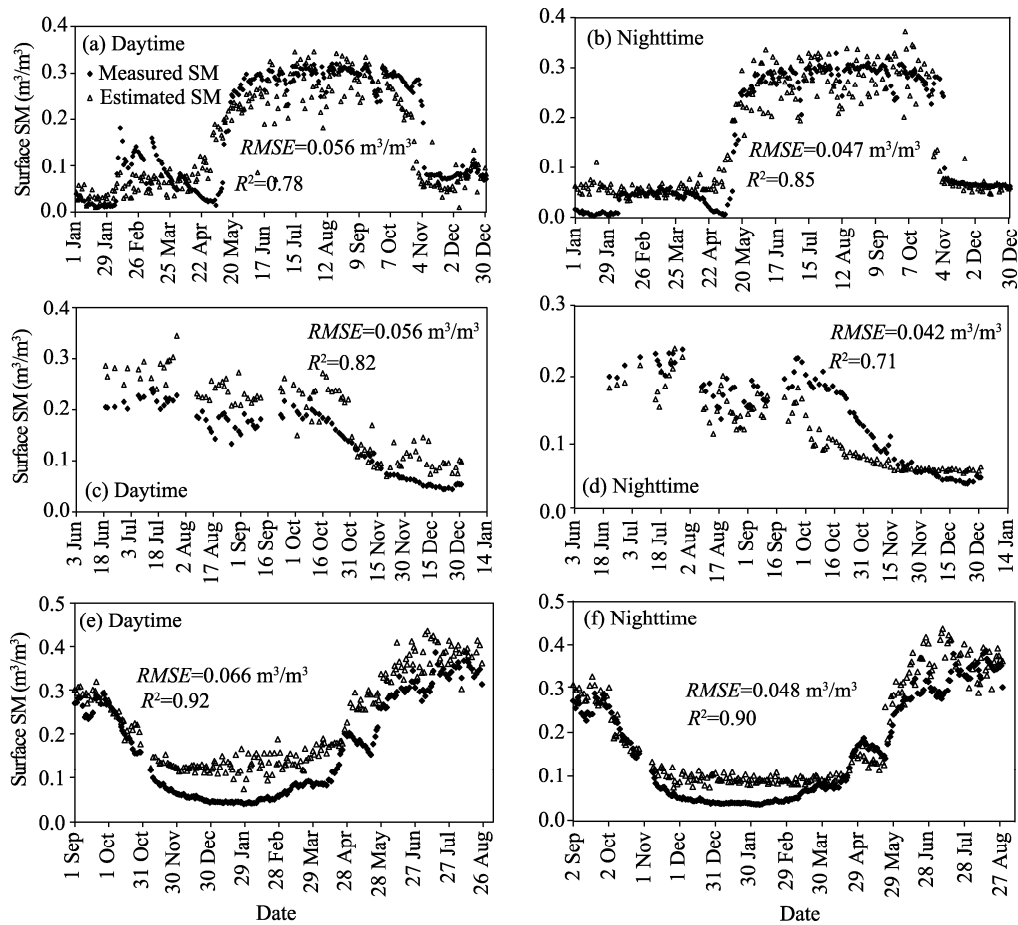 0.4
0.3
0.2
0.1
0.0
Surface SM (m³/m³)
(a) Daytime
Measured SM
Estimated SM
RMSE=0.056 m³/m³
R²=0.78
1 Jan
29 Jan
26 Feb
25 Mar
22 Apr
20 May
17 Jun
15 Jul
12 Aug
9 Sep
7 Oct
4 Nov
2 Dec
30 Dec
0.4
0.3
0.2
0.1
0.0
(b) Nighttime
RMSE=0.047 m³/m³
R²=0.85
1 Jan
29 Jan
26 Feb
25 Mar
22 Apr
20 May
17 Jun
15 Jul
12 Aug
9 Sep
7 Oct
4 Nov
2 Dec
30 Dec
0.4
0.3
0.2
0.1
0.0
Surface SM (m³/m³)
RMSE=0.056 m³/m³
R²=0.82
(c) Daytime
3 Jun
18 Jun
3 Jul
18 Jul
2 Aug
17 Aug
1 Sep
16 Sep
1 Oct
16 Oct
31 Oct
15 Nov
30 Nov
15 Dec
30 Dec
14 Jan
0.3
0.2
0.1
0.0
RMSE=0.042 m³/m³
R²=0.71
(d) Nighttime
3 Jun
18 Jun
3 Jul
18 Jul
2 Aug
17 Aug
1 Sep
16 Sep
1 Oct
16 Oct
31 Oct
15 Nov
30 Nov
15 Dec
30 Dec
14 Jan
0.5
0.4
0.3
0.2
0.1
0.0
Surface SM (m³/m³)
(e) Daytime
RMSE=0.066 m³/m³
R²=0.92
1 Sep
1 Oct
31 Oct
30 Nov
30 Dec
29 Jan
28 Feb
29 Mar
28 Apr
28 May
27 Jun
27 Jul
26 Aug
Date
0.5
0.4
0.3
0.2
0.1
0.0
(f) Nighttime
RMSE=0.048 m³/m³
R²=0.90
2 Sep
2 Oct
1 Nov
1 Dec
31 Dec
30 Jan
29 Feb
30 Mar
29 Apr
29 May
28 Jun
28 Jul
27 Aug
Date